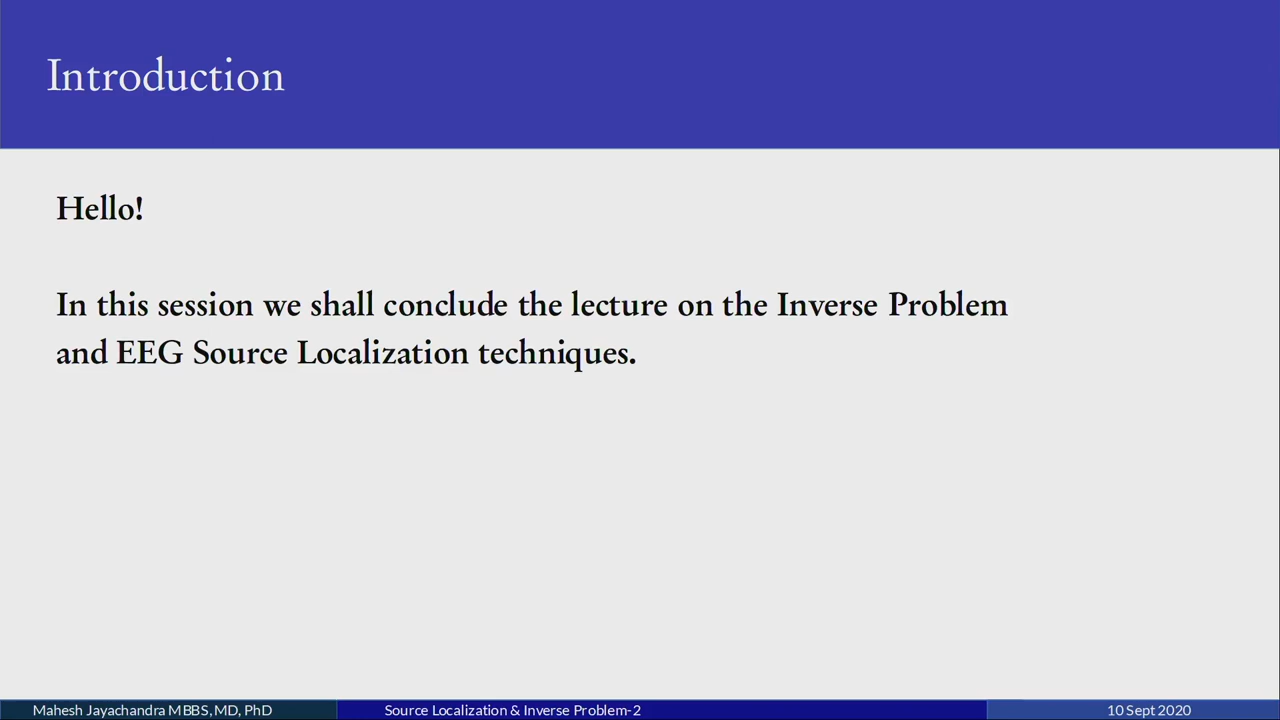 Introduction
Hello!
In this session we shall conclude the lecture on the Inverse Problem
and EEG Source Localization techniques.
Mahesh Jayachandra MBBS, MD, PhD
Source Localization & Inverse Problem-2
10 Sept 2020